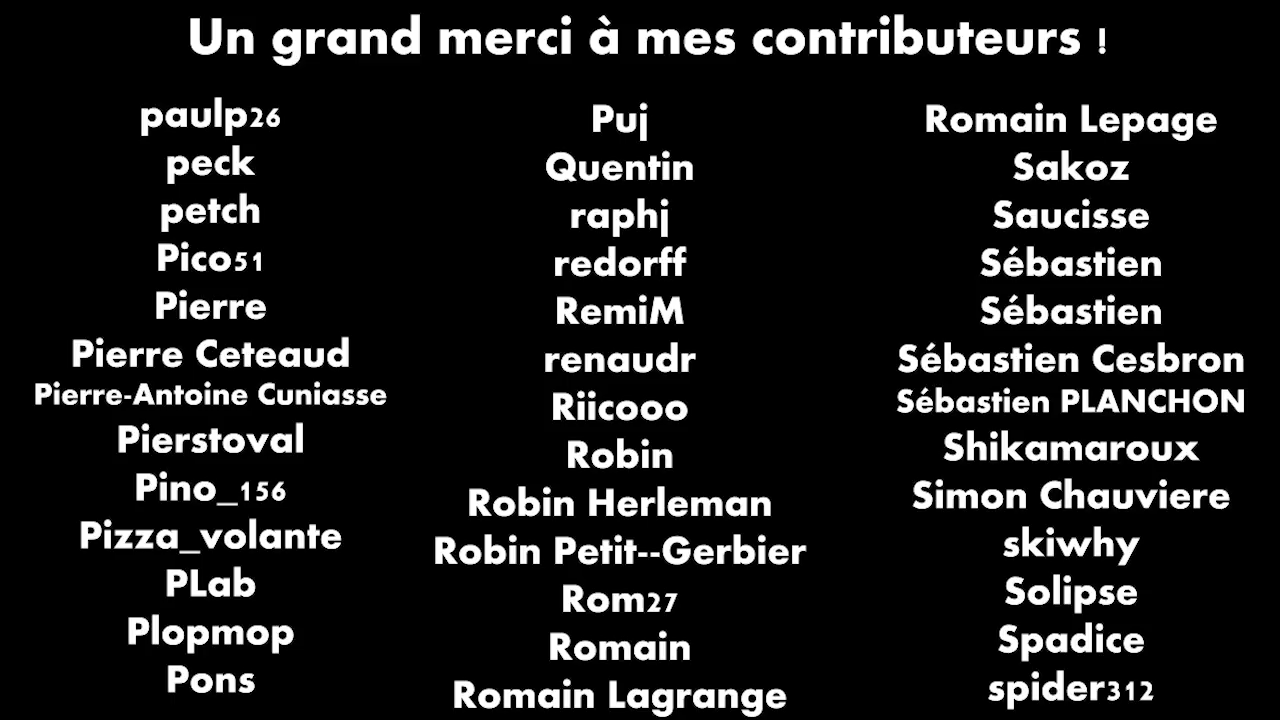 Un grand merci à mes contributeurs !
paulp26
peck
petch
Pico51
Pierre
Pierre Ceteaud
Pierre-Antoine Cuniasse
Pierstoval
Pino_156
Pizza_volante
PLab
Plopmop
Pons
Puj
Quentin
raphj
redorff
RemiM
renaudr
Riicooo
Robin
Robin Herleman
Robin Petit--Gerbier
Rom27
Romain
Romain Lagrange
Romain Lepage
Sakoz
Saucisse
Sébastien
Sébastien
Sébastien Cesbron
Sébastien PLANCHON
Shikamaroux
Simon Chauviere
skiwhy
Solipse
Spadice
spider312